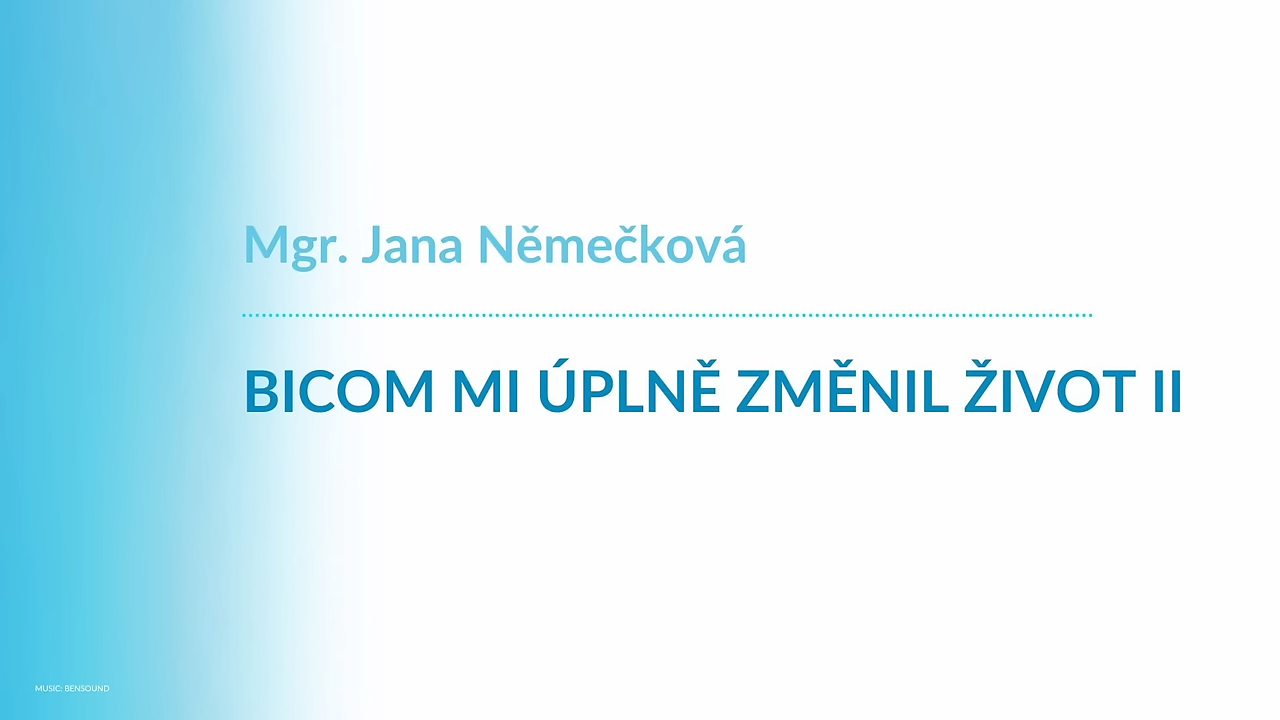 Mgr. Jana Němečková
BICOM MI ÚPLNĚ ZMĚNIL ŽIVOT II
MUSIC: BENSOUND